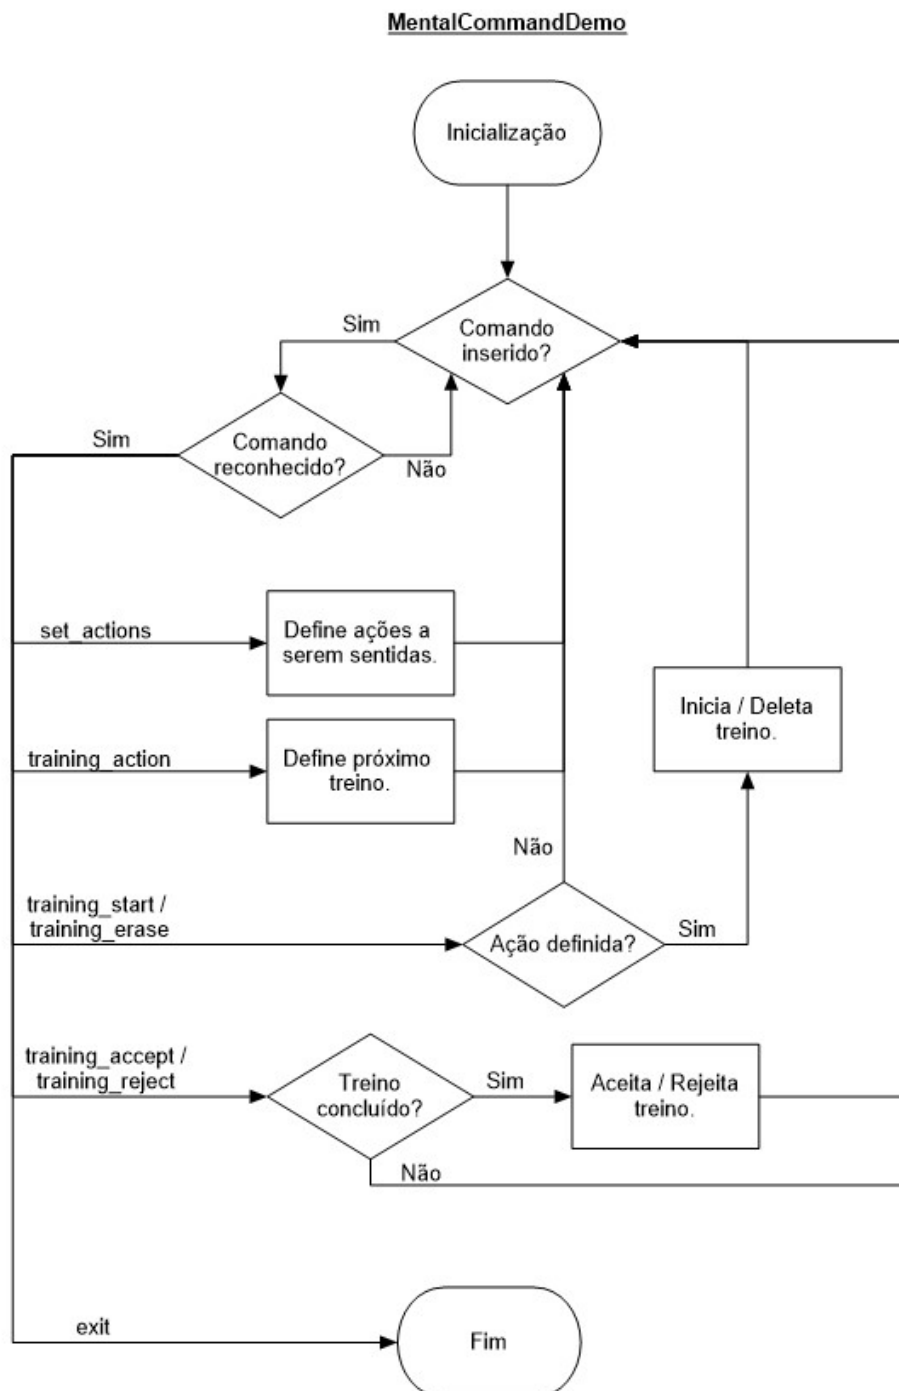 MentalCommandDemo
Inicialização
Comando
inserido?
Sim
Comando
reconhecido?
Sim
Não
set_actions
Define ações a
serem sentidas.
Inicia / Deleta
treino.
training_action
Define próximo
treino.
Não
training_start /
training_erase
Ação definida?
Sim
training_accept /
training_reject
Treino
concluído?
Sim
Aceita / Rejeita
treino.
Não
exit
Fim